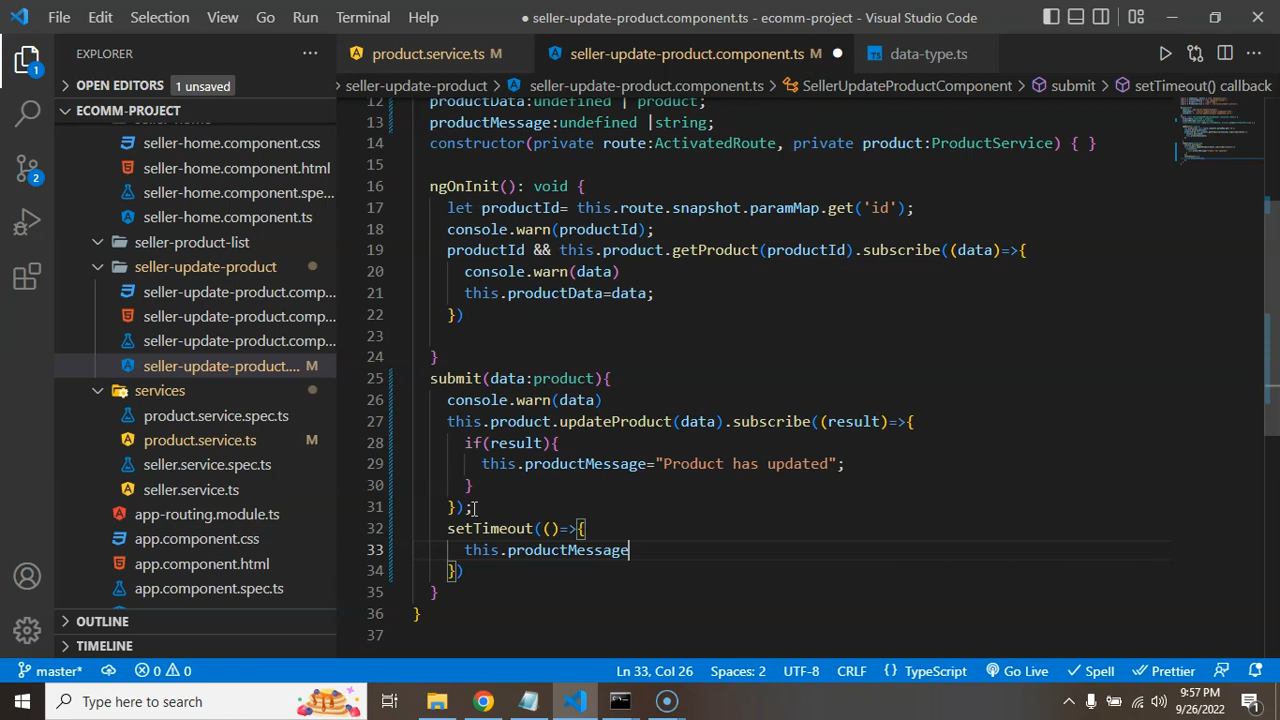 File Edit Selection View Go Run Terminal Help
● seller-update-product.component.ts - ecomm-project - Visual Studio Code
EXPLORER
product.service.ts M
seller-update-product.component.ts M
data-type.ts
OPEN EDITORS 1 unsaved
seller-update-product > seller-update-product.component.ts > SellerUpdateProductComponent > submit > setTimeout() callback
ECOMM-PROJECT
seller-home
seller-home.component.css
seller-home.component.html
seller-home.component.spe...
seller-home.component.ts
seller-product-list
seller-update-product
seller-update-product.comp...
seller-update-product.comp...
seller-update-product.comp...
seller-update-product.... M
services
product.service.spec.ts
product.service.ts M
seller.service.spec.ts
seller.service.ts
app-routing.module.ts
app.component.css
app.component.html
app.component.spec.ts
OUTLINE
TIMELINE
12 productData:undefined | product;
13 productMessage:undefined |string;
14 constructor(private route:ActivatedRoute, private product:ProductService) { }
15
16 ngOnInit(): void {
17 let productId= this.route.snapshot.paramMap.get('id');
18 console.warn(productId);
19 productId && this.product.getProduct(productId).subscribe((data)=>{
20 console.warn(data)
21 this.productData=data;
22 })
23
24 }
25 submit(data:product){
26 console.warn(data)
27 this.product.updateProduct(data).subscribe((result)=>{
28 if(result){
29 this.productMessage="Product has updated";
30 }
31 });
32 setTimeout(()=>{
33 this.productMessage
34 })
35 }
36 }
37
1
2
master* 0 0 Ln 33, Col 26 Spaces: 2 UTF-8 CRLF {} TypeScript Go Live Spell Prettier
Type here to search
9:57 PM
9/26/2022
1